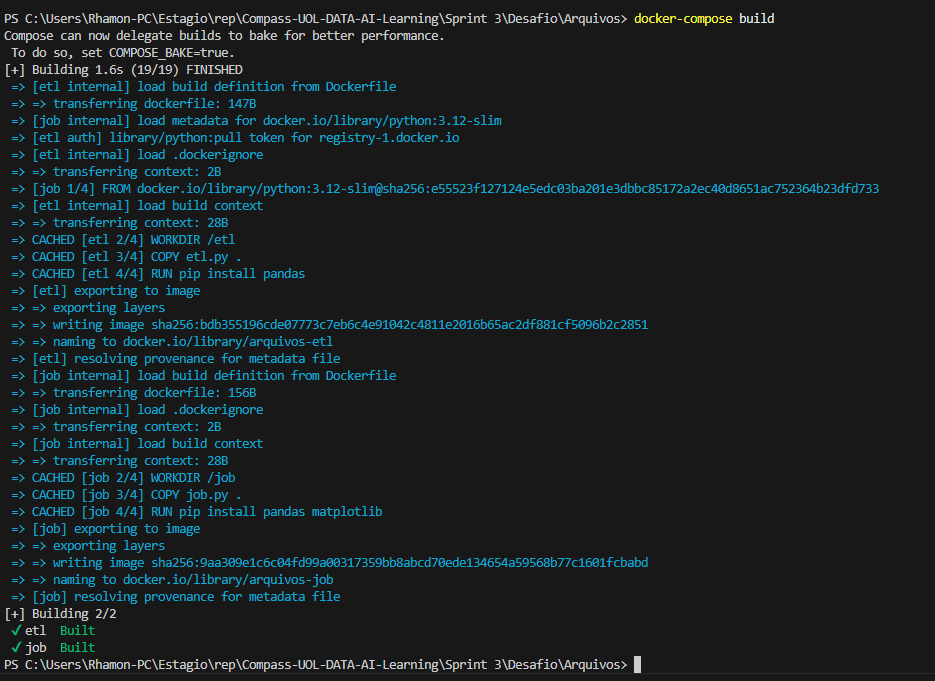 PS C:\Users\Rhamon-PC\Estagio\rep\Compass-UOL-DATA-AI-Learning\Sprint 3\Desafio\Arquivos> docker-compose build
Compose can now delegate builds to bake for better performance.
 To do so, set COMPOSE_BAKE=true.
[+] Building 1.6s (19/19) FINISHED
 => [etl internal] load build definition from Dockerfile
 => => transferring dockerfile: 147B
 => [job internal] load metadata for docker.io/library/python:3.12-slim
 => [etl auth] library/python:pull token for registry-1.docker.io
 => [etl internal] load .dockerignore
 => => transferring context: 2B
 => [job 1/4] FROM docker.io/library/python:3.12-slim@sha256:e55523f127124e5edc03ba201e3dbbc85172a2ec40d8651ac752364b23dfd733
 => [etl internal] load build context
 => => transferring context: 28B
 => CACHED [etl 2/4] WORKDIR /etl
 => CACHED [etl 3/4] COPY etl.py .
 => CACHED [etl 4/4] RUN pip install pandas
 => [etl] exporting to image
 => => exporting layers
 => => writing image sha256:bdb355196cde07773c7eb6c4e91042c4811e2016b65ac2df881cf5096b2c2851
 => => naming to docker.io/library/arquivos-etl
 => [etl] resolving provenance for metadata file
 => [job internal] load build definition from Dockerfile
 => => transferring dockerfile: 156B
 => [job internal] load .dockerignore
 => => transferring context: 2B
 => [job internal] load build context
 => => transferring context: 28B
 => CACHED [job 2/4] WORKDIR /job
 => CACHED [job 3/4] COPY job.py .
 => CACHED [job 4/4] RUN pip install pandas matplotlib
 => [job] exporting to image
 => => exporting layers
 => => writing image sha256:9aa309e1c6c04fd99a00317359bb8abcd70ede134654a59568b77c1601fcbabd
 => => naming to docker.io/library/arquivos-job
 => [job] resolving provenance for metadata file
[+] Building 2/2
 ✔ etl  Built
 ✔ job  Built
PS C:\Users\Rhamon-PC\Estagio\rep\Compass-UOL-DATA-AI-Learning\Sprint 3\Desafio\Arquivos>